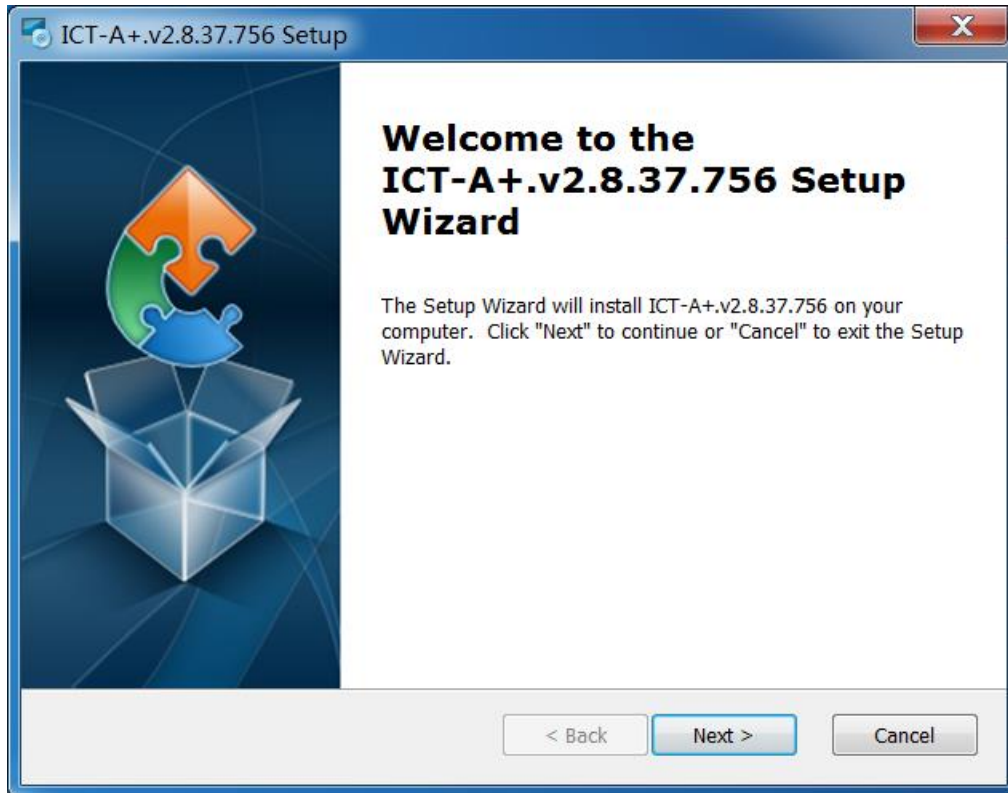 ICT-A+.v2.8.37.756 Setup
X
Welcome to the
ICT-A+.v2.8.37.756 Setup
Wizard
The Setup Wizard will install ICT-A+.v2.8.37.756 on your
computer.  Click "Next" to continue or "Cancel" to exit the Setup
Wizard.
< Back
Next >
Cancel